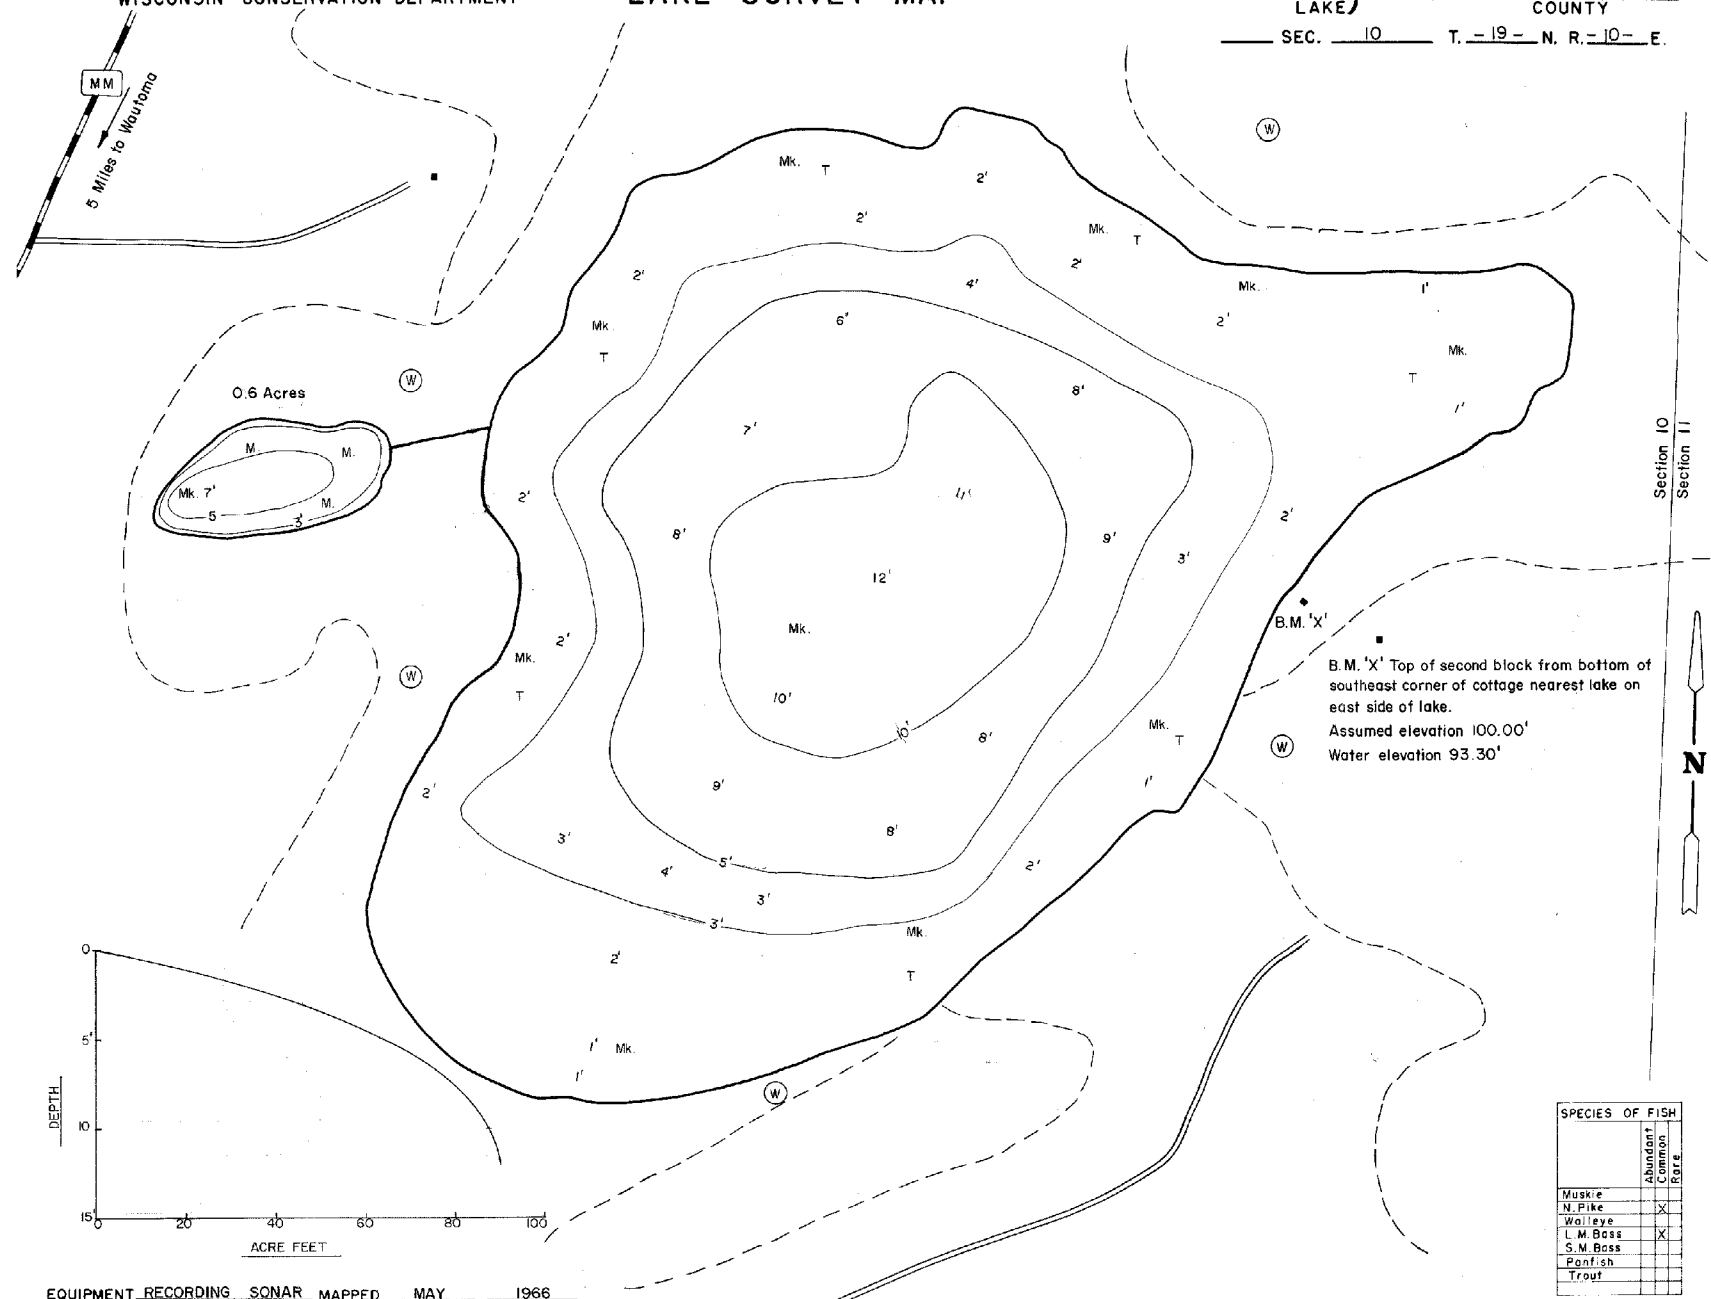 WISCONSIN CONSERVATION DEPARTMENT
LAKE SURVEY MAP
LAKE)
COUNTY
SEC. 10 T. - 19 - N. R. - 10 - E.
MM
5 Miles to Wautoma
W
Mk.
T
2'
2'
Mk.
T
2'
2'
4'
Mk.
1'
2'
6'
Mk.
T
Mk.
T
1'
8'
W
0.6 Acres
M.
M.
Mk. 7'
M.
5
3'
7'
11'
2'
8'
9'
3'
2'
12'
Section 10
Section 11
B.M. 'X'
Mk.
2'
Mk.
T
W
10'
10'
8'
Mk.
T
1'
W
B.M. 'X' Top of second block from bottom of
southeast corner of cottage nearest lake on
east side of lake.
Assumed elevation 100.00'
Water elevation 93.30'
N
2'
9'
8'
3'
4'
5'
2'
3'
3'
Mk.
T
2'
1'
Mk.
1'
W
DEPTH
0
5'
10
15'
0 20 40 60 80 100
ACRE FEET
SPECIES OF FISH
Abundant
Common
Rare
Muskie
N. Pike X
Walleye
L.M. Bass X
S.M. Bass
Panfish
Trout
EQUIPMENT RECORDING SONAR MAPPED MAY 1966